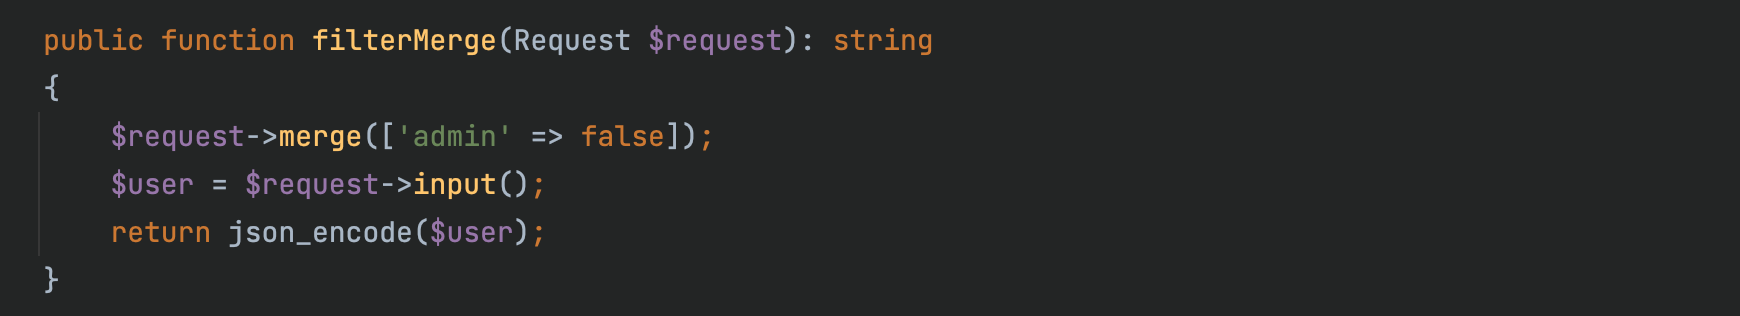 public function filterMerge(Request $request): string
{
    $request->merge(['admin' => false]);
    $user = $request->input();
    return json_encode($user);
}